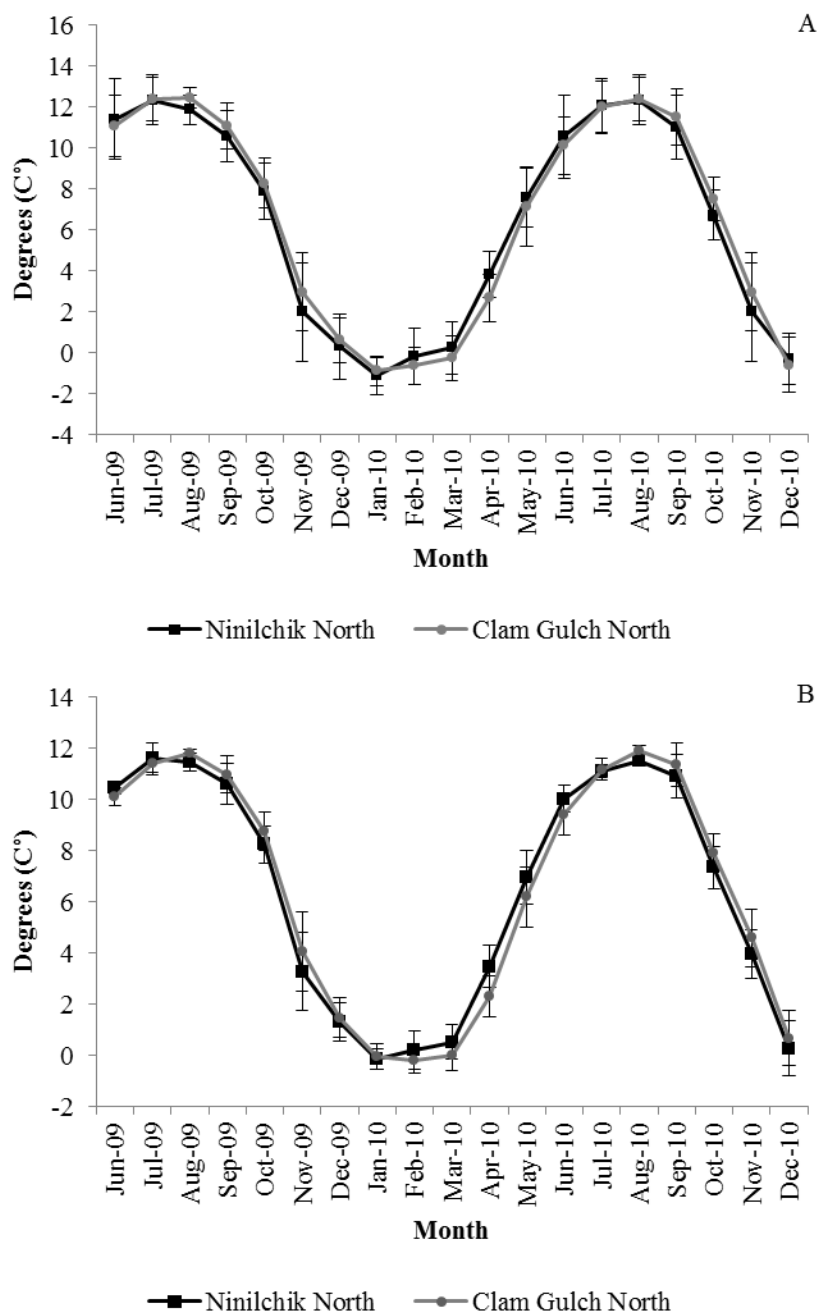 A
Degrees (C°)
16
14
12
10
8
6
4
2
0
-2
-4
Jun-09
Jul-09
Aug-09
Sep-09
Oct-09
Nov-09
Dec-09
Jan-10
Feb-10
Mar-10
Apr-10
May-10
Jun-10
Jul-10
Aug-10
Sep-10
Oct-10
Nov-10
Dec-10
Month
Ninilchik North
Clam Gulch North
B
Degrees (C°)
14
12
10
8
6
4
2
0
-2
Jun-09
Jul-09
Aug-09
Sep-09
Oct-09
Nov-09
Dec-09
Jan-10
Feb-10
Mar-10
Apr-10
May-10
Jun-10
Jul-10
Aug-10
Sep-10
Oct-10
Nov-10
Dec-10
Month
Ninilchik North
Clam Gulch North